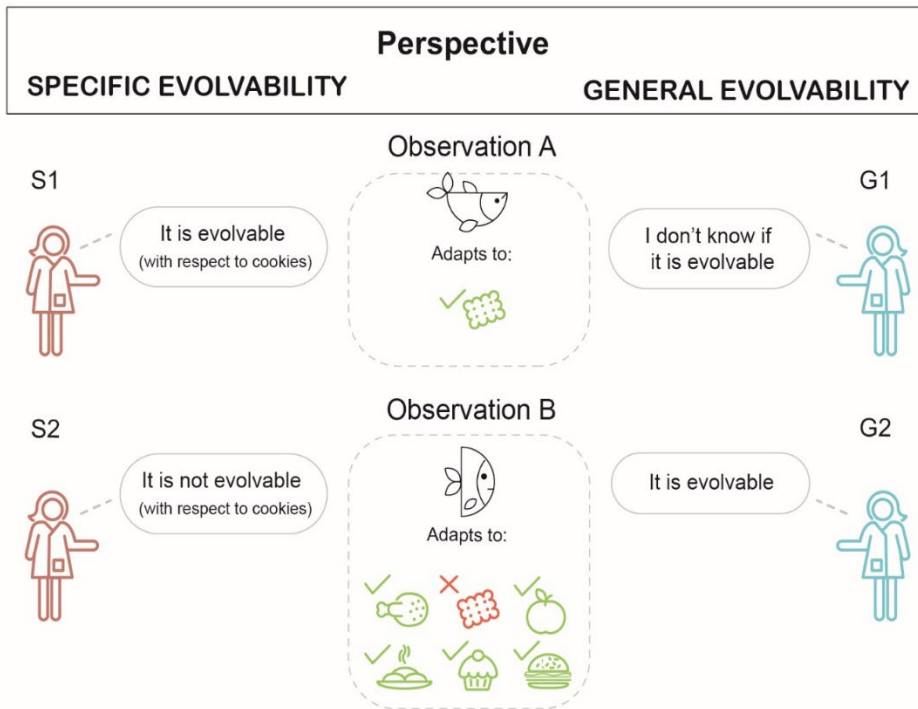 Perspective
SPECIFIC EVOLVABILITY
GENERAL EVOLVABILITY
Observation A
S1
G1
It is evolvable
(with respect to cookies)
Adapts to:
I don't know if
it is evolvable
Observation B
S2
G2
It is not evolvable
(with respect to cookies)
Adapts to:
It is evolvable